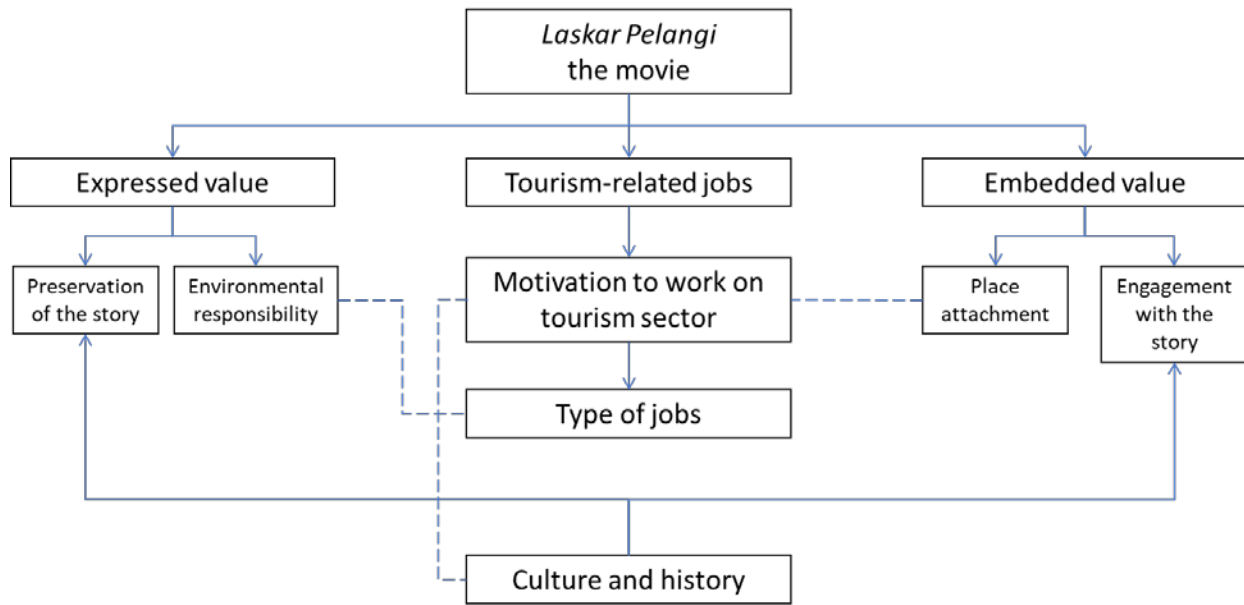 Laskar Pelangi
the movie
Expressed value
Tourism-related jobs
Embedded value
Preservation
of the story
Environmental
responsibility
Motivation to work on
tourism sector
Place
attachment
Engagement
with the
story
Type of jobs
Culture and history